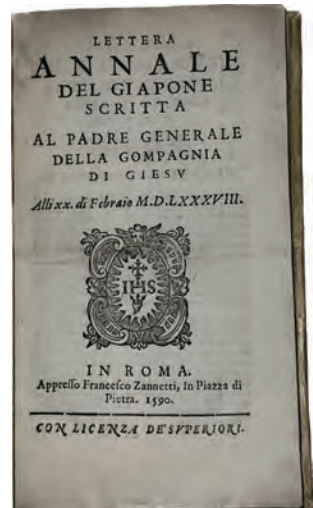 LETTERA
ANNALE
DEL GIAPONE
SCRITTA
AL PADRE GENERALE
DELLA GOMPAGNIA
DI GIESV
Alli xx. di Febraio M.D.LXXXVIII.
IHS
IN ROMA.
Appresso Francesco Zannetti, In Piazza di
Pietra. 1590.
CON LICENZA DE' SVPERIORI.